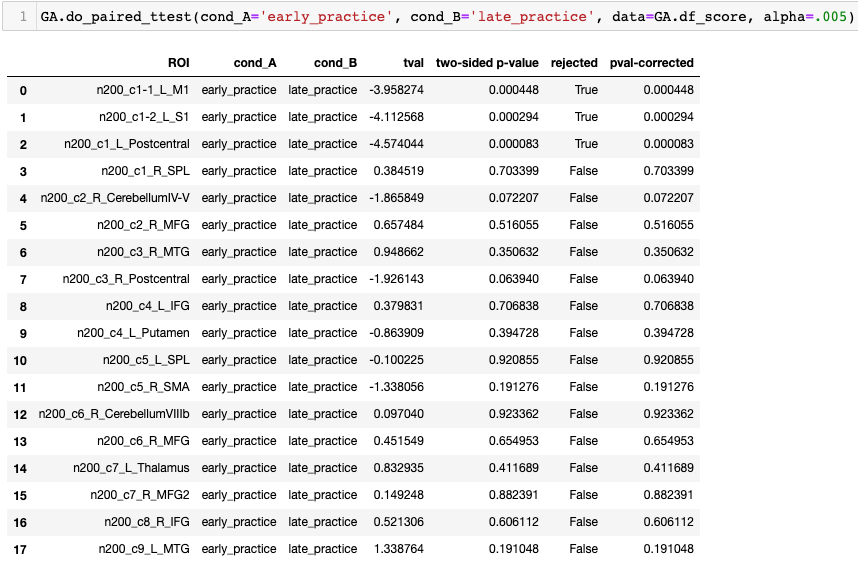 1 GA.do_paired_ttest(cond_A='early_practice', cond_B='late_practice', data=GA.df_score, alpha=.005)
ROI cond_A cond_B tval two-sided p-value rejected pval-corrected
0 n200_c1-1_L_M1 early_practice late_practice -3.958274 0.000448 True 0.000448
1 n200_c1-2_L_S1 early_practice late_practice -4.112568 0.000294 True 0.000294
2 n200_c1_L_Postcentral early_practice late_practice -4.574044 0.000083 True 0.000083
3 n200_c1_R_SPL early_practice late_practice 0.384519 0.703399 False 0.703399
4 n200_c2_R_CerebellumIV-V early_practice late_practice -1.865849 0.072207 False 0.072207
5 n200_c2_R_MFG early_practice late_practice 0.657484 0.516055 False 0.516055
6 n200_c3_R_MTG early_practice late_practice 0.948662 0.350632 False 0.350632
7 n200_c3_R_Postcentral early_practice late_practice -1.926143 0.063940 False 0.063940
8 n200_c4_L_IFG early_practice late_practice 0.379831 0.706838 False 0.706838
9 n200_c4_L_Putamen early_practice late_practice -0.863909 0.394728 False 0.394728
10 n200_c5_L_SPL early_practice late_practice -0.100225 0.920855 False 0.920855
11 n200_c5_R_SMA early_practice late_practice -1.338056 0.191276 False 0.191276
12 n200_c6_R_CerebellumVIIIb early_practice late_practice 0.097040 0.923362 False 0.923362
13 n200_c6_R_MFG early_practice late_practice 0.451549 0.654953 False 0.654953
14 n200_c7_L_Thalamus early_practice late_practice 0.832935 0.411689 False 0.411689
15 n200_c7_R_MFG2 early_practice late_practice 0.149248 0.882391 False 0.882391
16 n200_c8_R_IFG early_practice late_practice 0.521306 0.606112 False 0.606112
17 n200_c9_L_MTG early_practice late_practice 1.338764 0.191048 False 0.191048